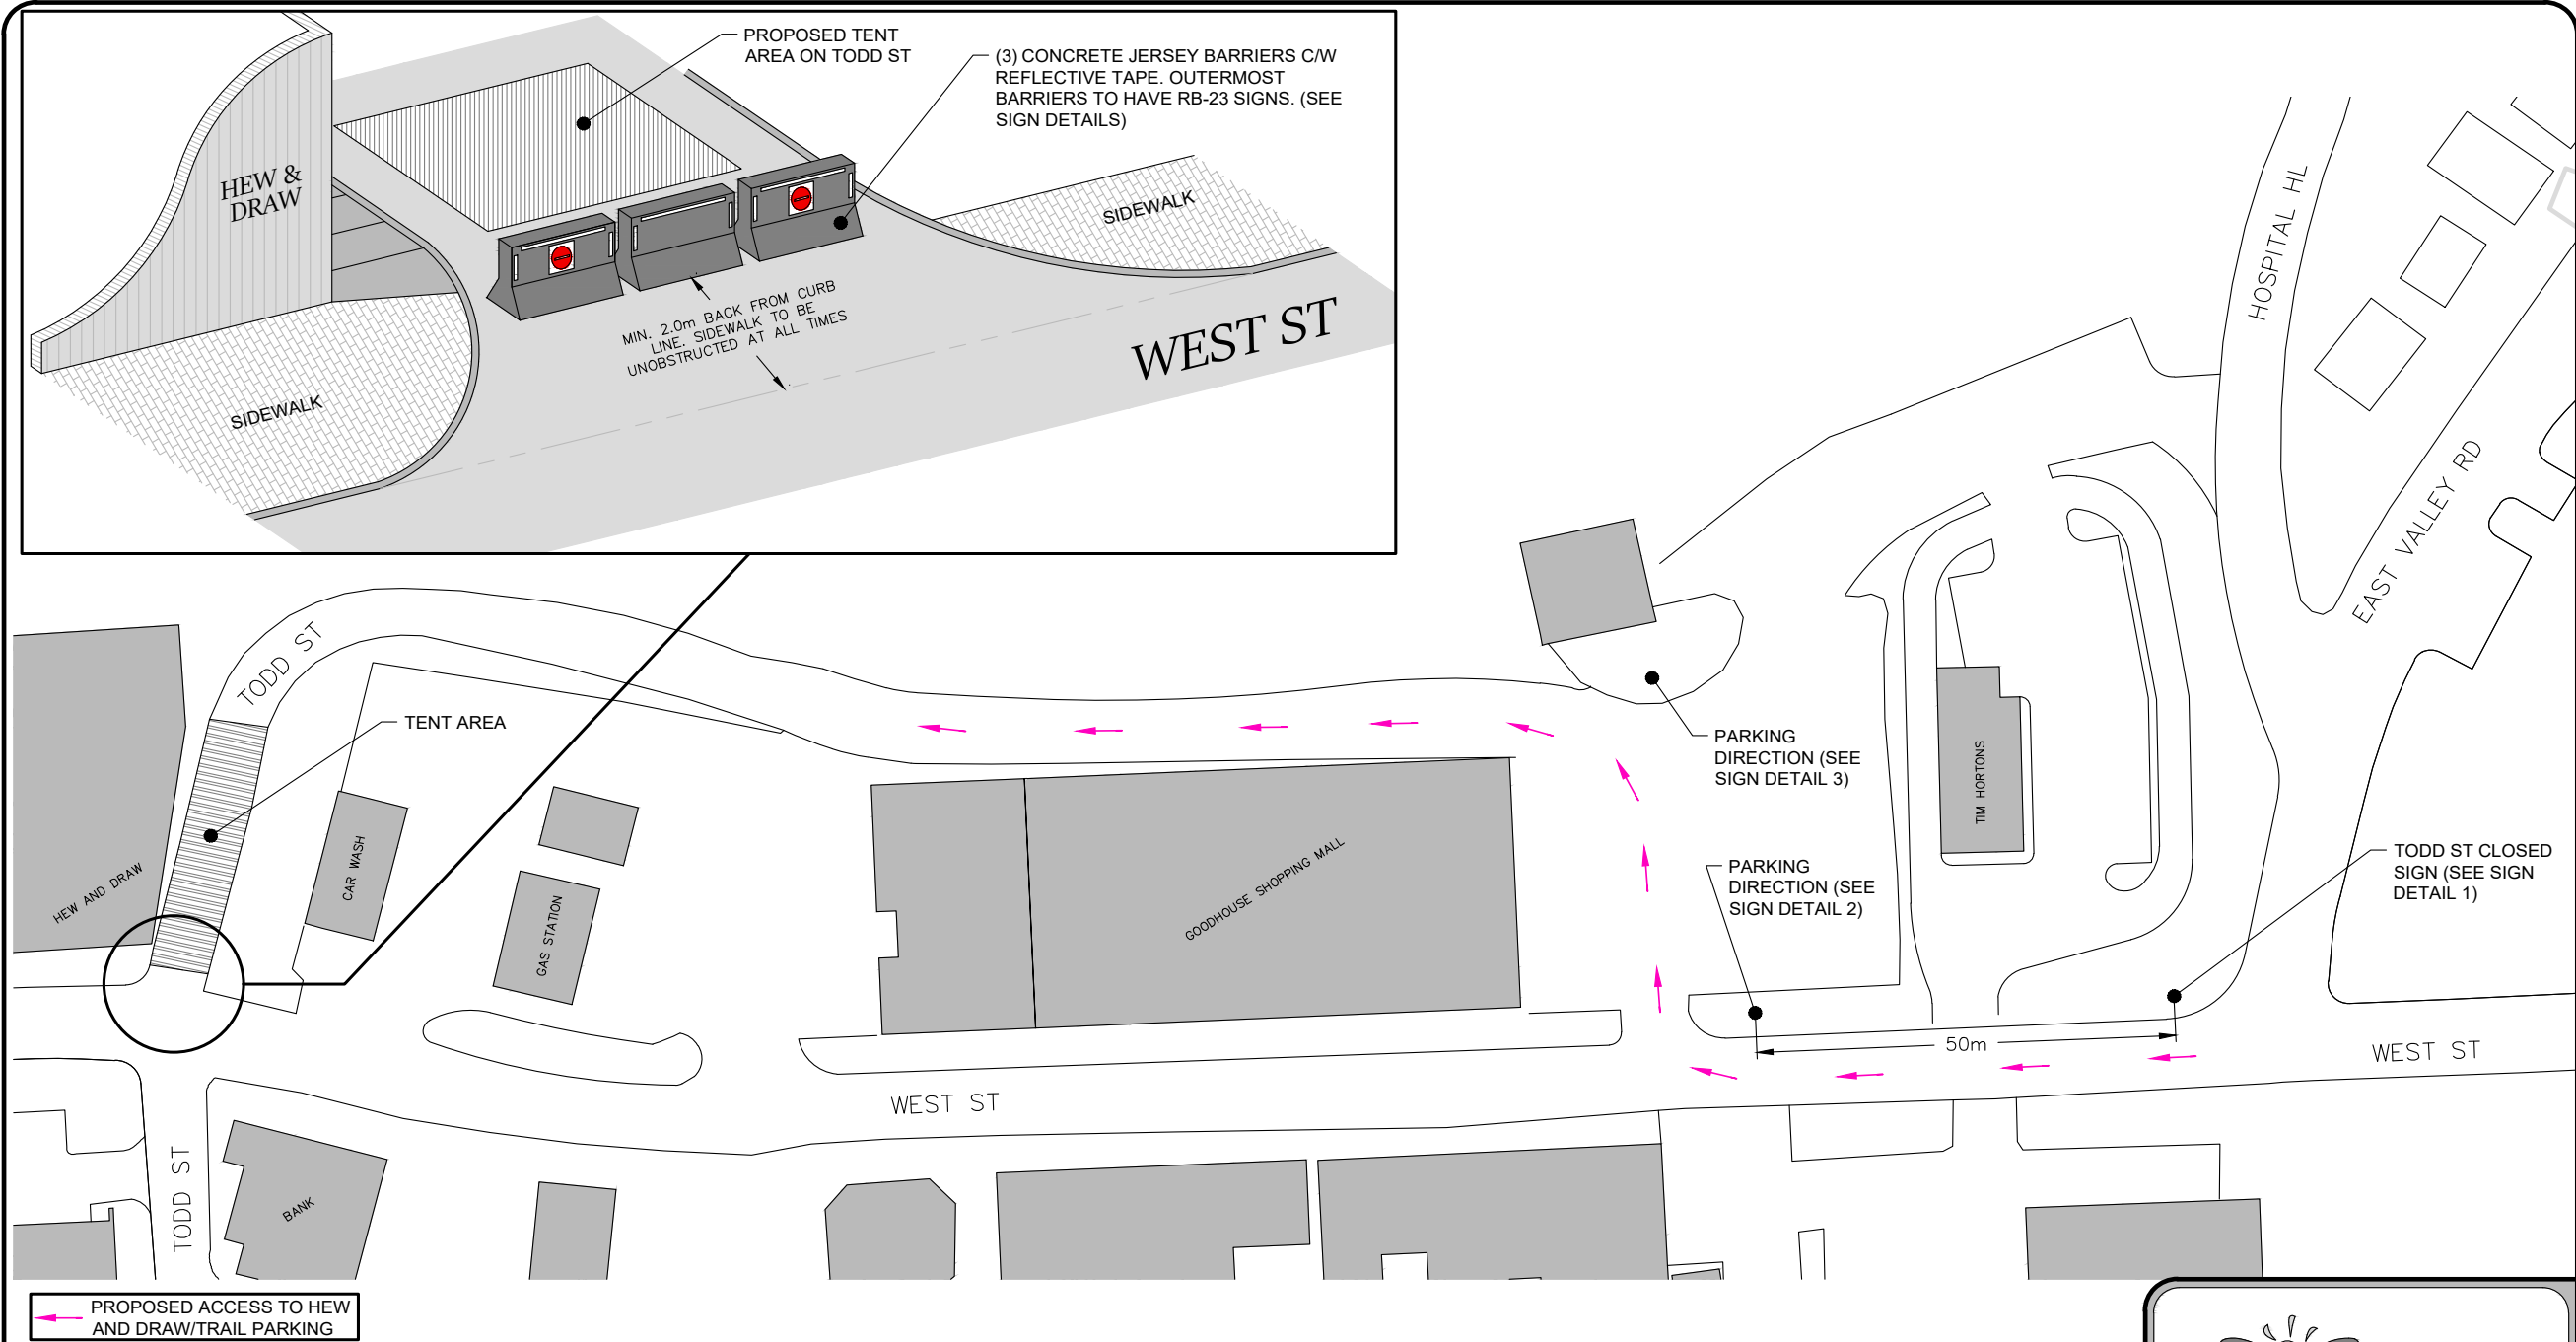 PROPOSED TENT
AREA ON TODD ST
(3) CONCRETE JERSEY BARRIERS C/W
REFLECTIVE TAPE. OUTERMOST
BARRIERS TO HAVE RB-23 SIGNS. (SEE
SIGN DETAILS)
HEW &
DRAW
SIDEWALK
MIN. 2.0m BACK FROM CURB
LINE. SIDEWALK TO BE
UNOBSTRUCTED AT ALL TIMES
WEST ST
SIDEWALK
HOSPITAL HL
EAST VALLEY RD
TODD ST
TENT AREA
PARKING
DIRECTION (SEE
SIGN DETAIL 3)
TIM HORTONS
HEW AND DRAW
CAR WASH
GAS STATION
GOODHOUSE SHOPPING MALL
PARKING
DIRECTION (SEE
SIGN DETAIL 2)
TODD ST CLOSED
SIGN (SEE SIGN
DETAIL 1)
50m
WEST ST
WEST ST
TODD ST
BANK
PROPOSED ACCESS TO HEW
AND DRAW/TRAIL PARKING